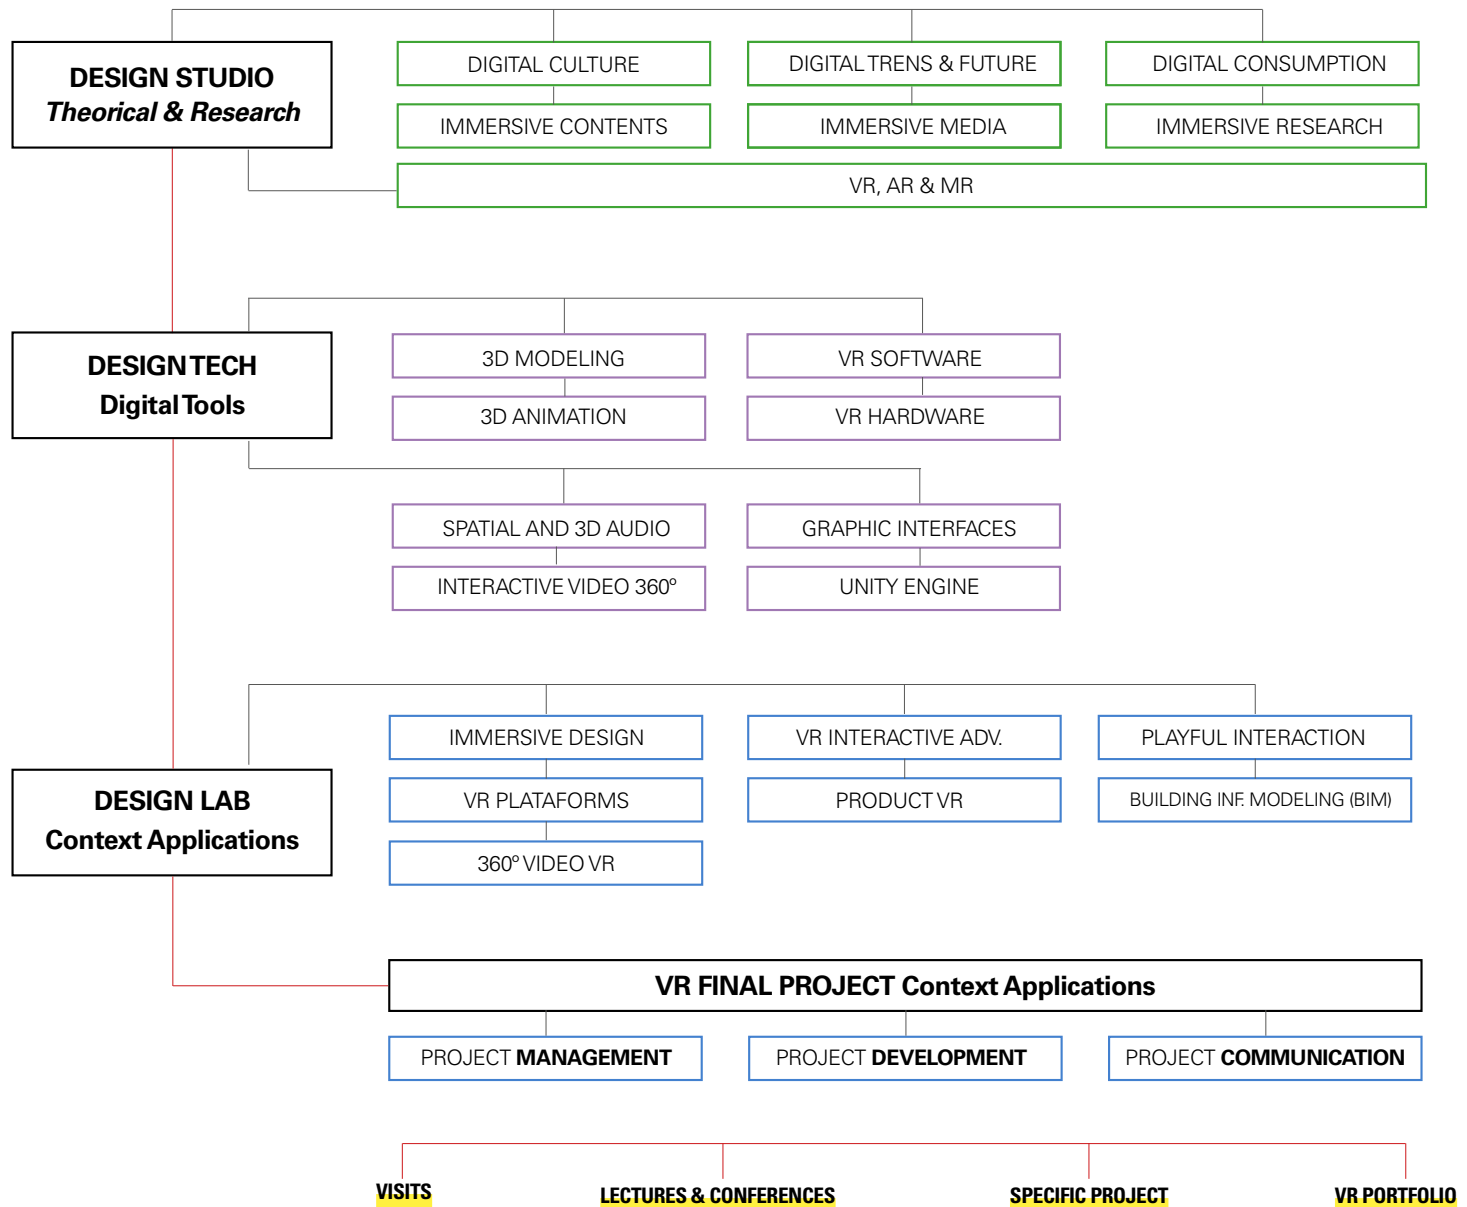 DESIGN STUDIO
Theorical & Research
DIGITAL CULTURE
DIGITAL TRENS & FUTURE
DIGITAL CONSUMPTION
IMMERSIVE CONTENTS
IMMERSIVE MEDIA
IMMERSIVE RESEARCH
VR, AR & MR
DESIGN TECH
Digital Tools
3D MODELING
VR SOFTWARE
3D ANIMATION
VR HARDWARE
SPATIAL AND 3D AUDIO
GRAPHIC INTERFACES
INTERACTIVE VIDEO 360º
UNITY ENGINE
DESIGN LAB
Context Applications
IMMERSIVE DESIGN
VR INTERACTIVE ADV.
PLAYFUL INTERACTION
VR PLATAFORMS
PRODUCT VR
BUILDING INF. MODELING (BIM)
360º VIDEO VR
VR FINAL PROJECT Context Applications
PROJECT MANAGEMENT
PROJECT DEVELOPMENT
PROJECT COMMUNICATION
VISITS
LECTURES & CONFERENCES
SPECIFIC PROJECT
VR PORTFOLIO